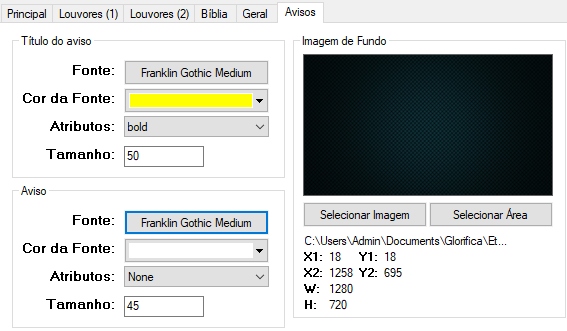 Principal Louvores (1) Louvores (2) Bíblia Geral Avisos
Título do aviso
Fonte: Franklin Gothic Medium
Cor da Fonte:
Atributos: bold
Tamanho: 50
Aviso
Fonte: Franklin Gothic Medium
Cor da Fonte:
Atributos: None
Tamanho: 45
Imagem de Fundo
Selecionar Imagem Selecionar Área
C:\Users\Admin\Documents\Glorifica\Et...
X1: 18 Y1: 18
X2: 1258 Y2: 695
W: 1280
H: 720